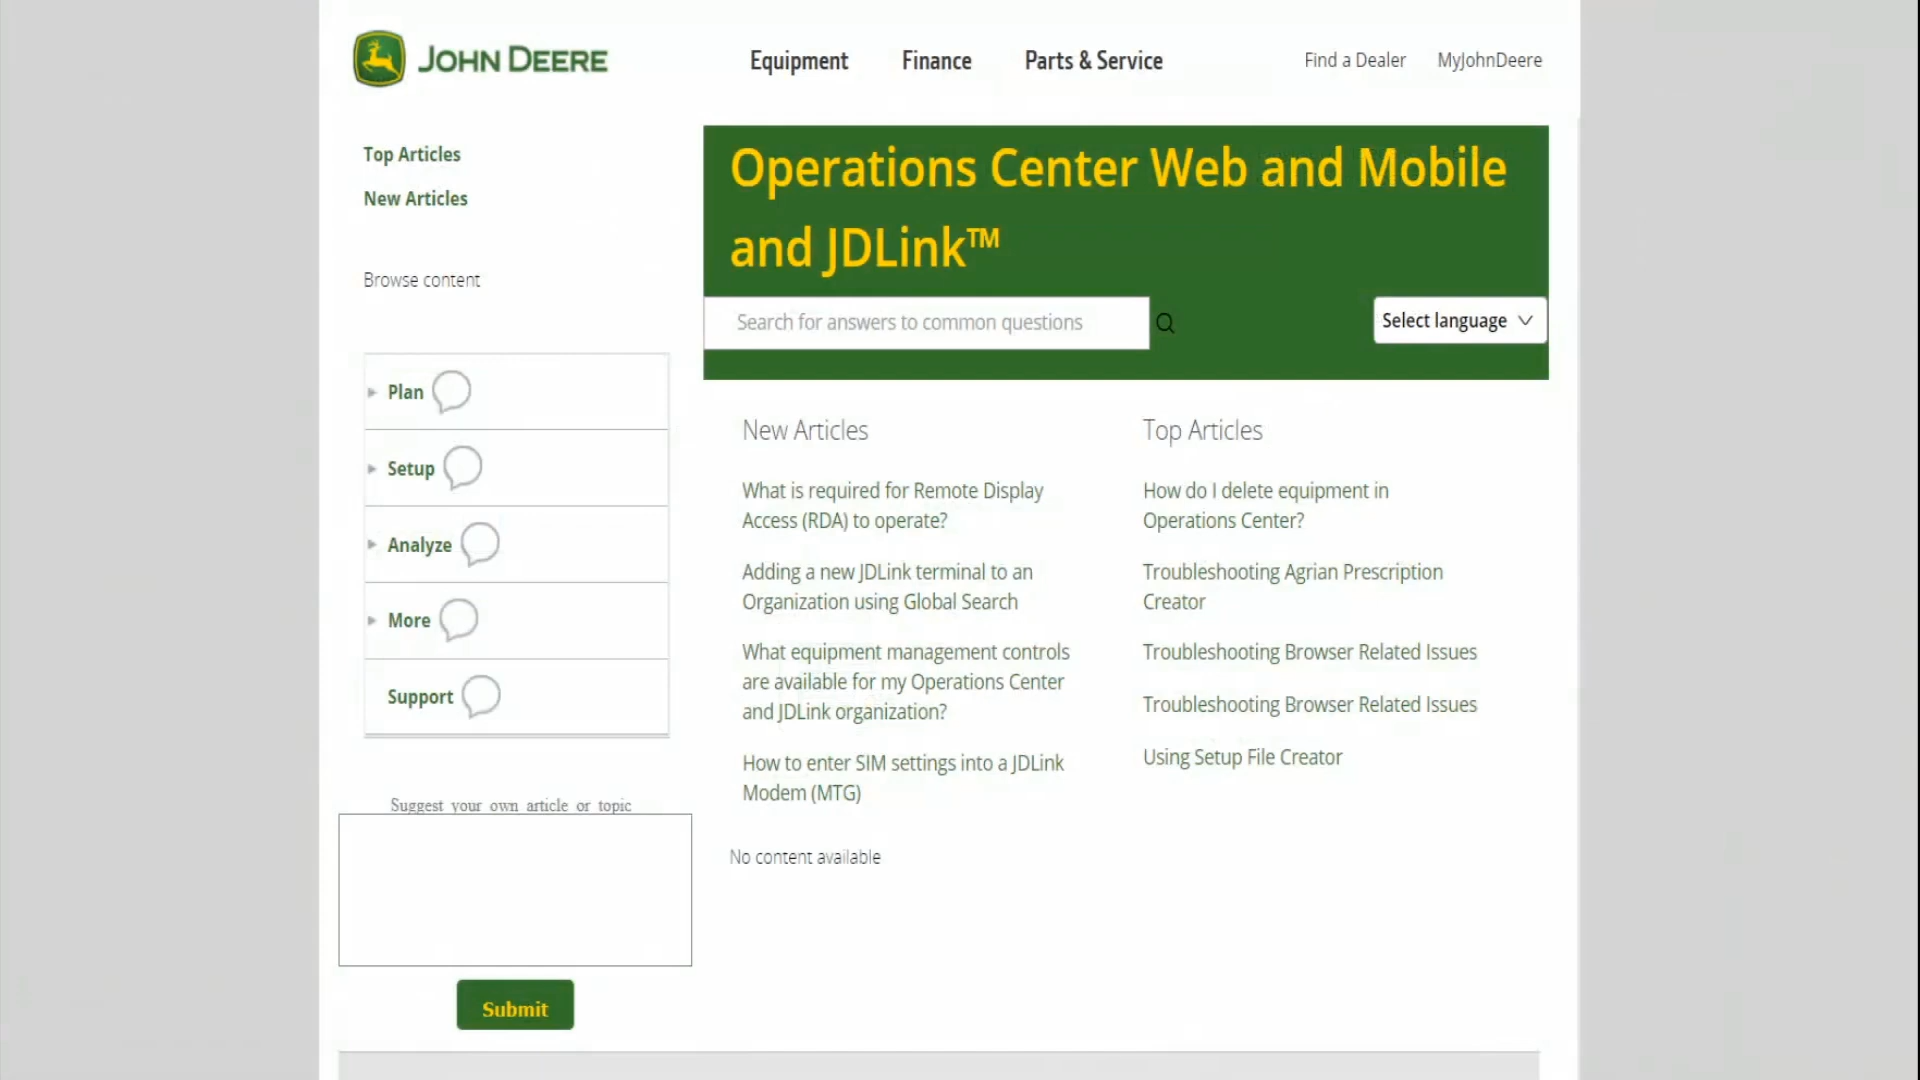 JOHN DEERE
Equipment
Finance
Parts & Service
Find a Dealer
MyJohnDeere
Top Articles
New Articles
Browse content
Plan
Setup
Analyze
More
Support
Suggest your own article or topic
Submit
Operations Center Web and Mobile
and JDLink™
Search for answers to common questions
Select language
New Articles
What is required for Remote Display
Access (RDA) to operate?
Adding a new JDLink terminal to an
Organization using Global Search
What equipment management controls
are available for my Operations Center
and JDLink organization?
How to enter SIM settings into a JDLink
Modem (MTG)
No content available
Top Articles
How do I delete equipment in
Operations Center?
Troubleshooting Agrian Prescription
Creator
Troubleshooting Browser Related Issues
Troubleshooting Browser Related Issues
Using Setup File Creator